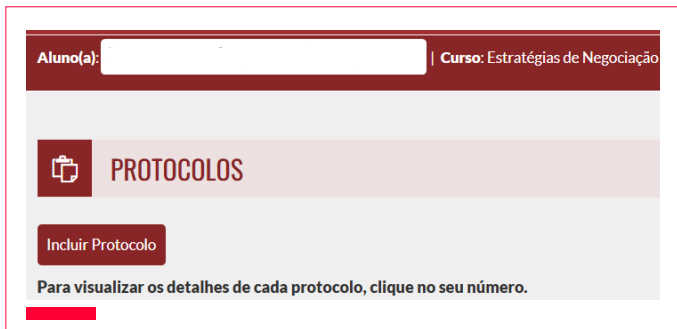 Aluno(a): | Curso: Estratégias de Negociação
PROTOCOLOS
Incluir Protocolo
Para visualizar os detalhes de cada protocolo, clique no seu número.